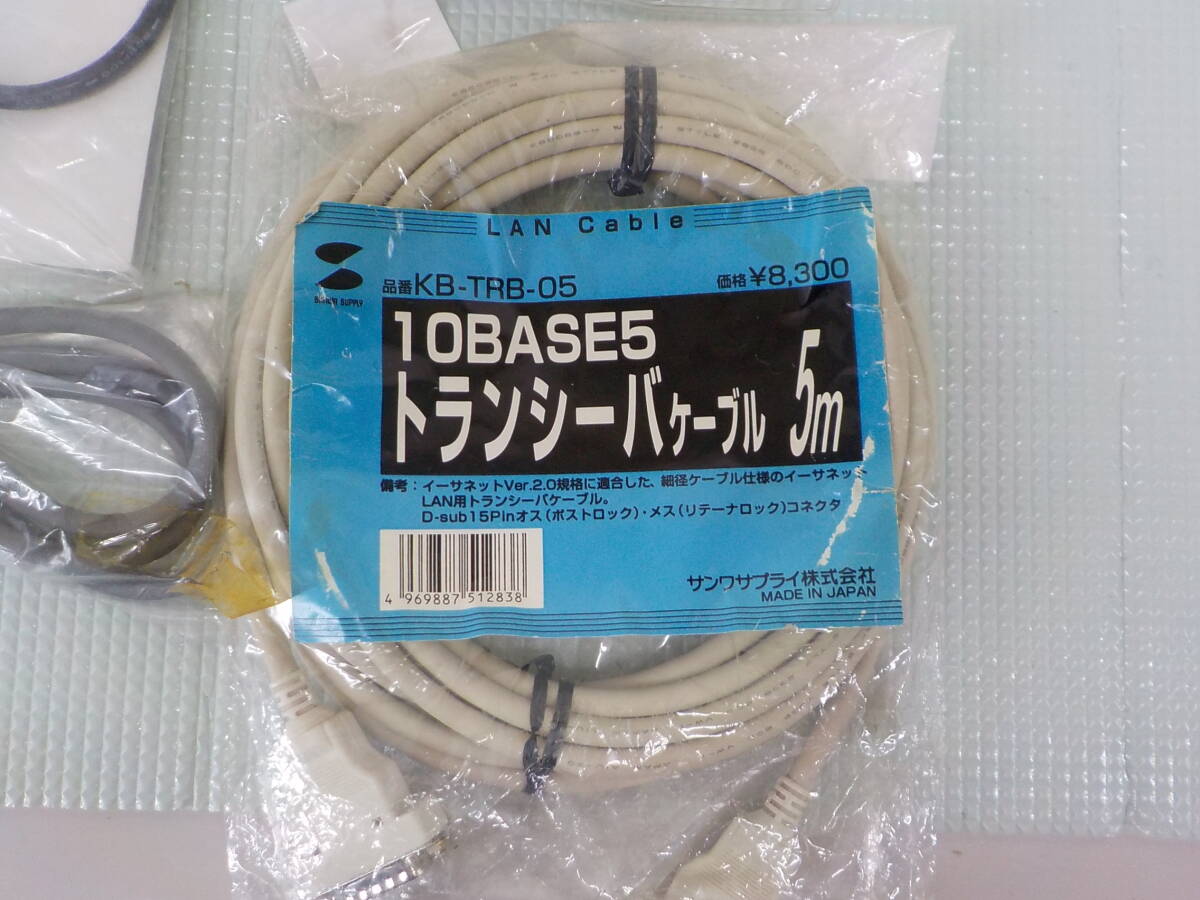 LAN Cable
SANWA SUPPLY
品番 KB-TRB-05
価格 ¥8,300
10BASE5
トランシーバケーブル 5m
備考：イーサネットVer.2.0規格に適合した、細径ケーブル仕様のイーサネット
LAN用トランシーバケーブル。
D-sub15Pinオス（ポストロック）・メス（リテーナロック）コネクタ
4 969887 512838
サンワサプライ株式会社
MADE IN JAPAN